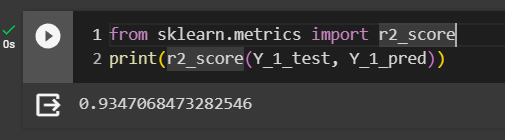 1 from sklearn.metrics import r2_score
0s
2 print(r2_score(Y_1_test, Y_1_pred))
0.9347068473282546